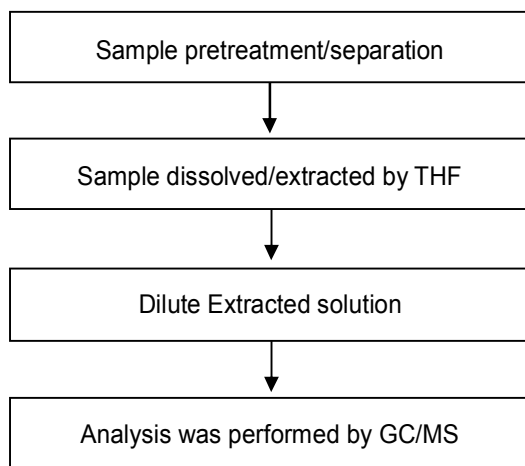 Sample pretreatment/separation
Sample dissolved/extracted by THF
Dilute Extracted solution
Analysis was performed by GC/MS